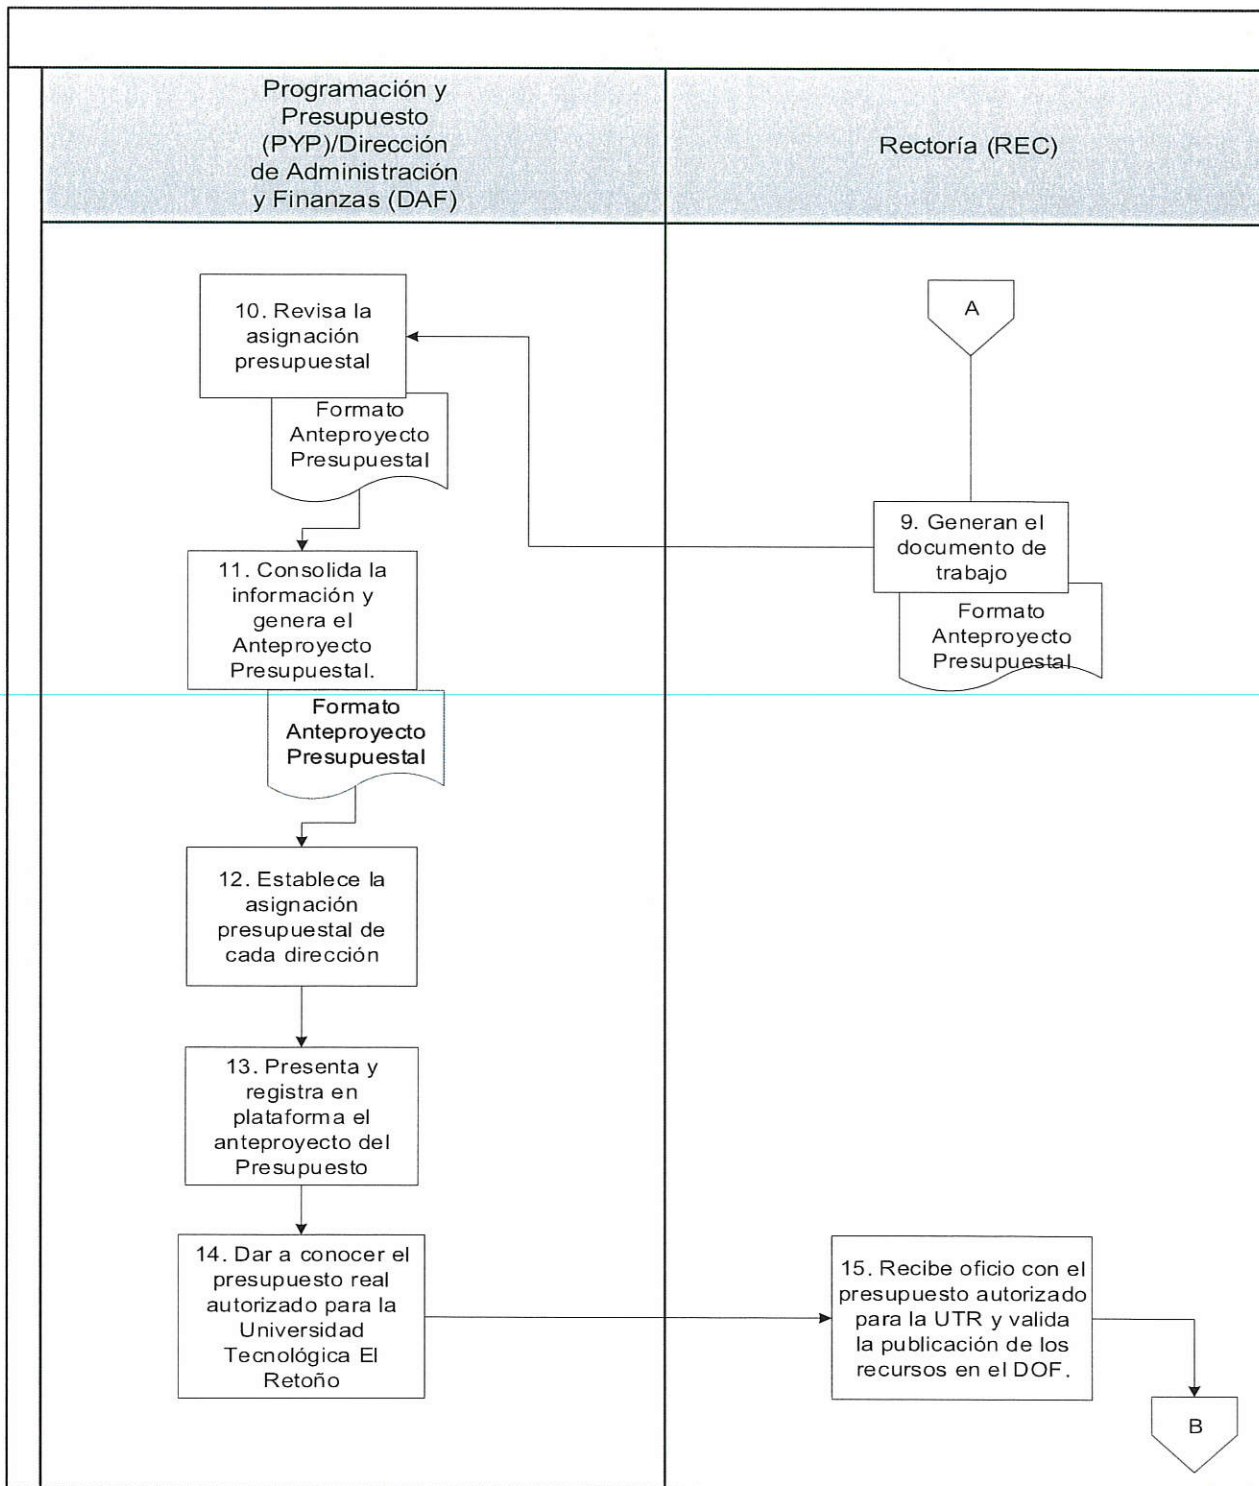 Programación y
Presupuesto
(PYP)/Dirección
de Administración
y Finanzas (DAF)
Rectoría (REC)
10. Revisa la
asignación
presupuestal
Formato
Anteproyecto
Presupuestal
A
9. Generan el
documento de
trabajo
Formato
Anteproyecto
Presupuestal
11. Consolida la
información y
genera el
Anteproyecto
Presupuestal.
Formato
Anteproyecto
Presupuestal
12. Establece la
asignación
presupuestal de
cada dirección
13. Presenta y
registra en
plataforma el
anteproyecto del
Presupuesto
14. Dar a conocer el
presupuesto real
autorizado para la
Universidad
Tecnológica El
Retoño
15. Recibe oficio con el
presupuesto autorizado
para la UTR y valida
la publicación de los
recursos en el DOF.
B